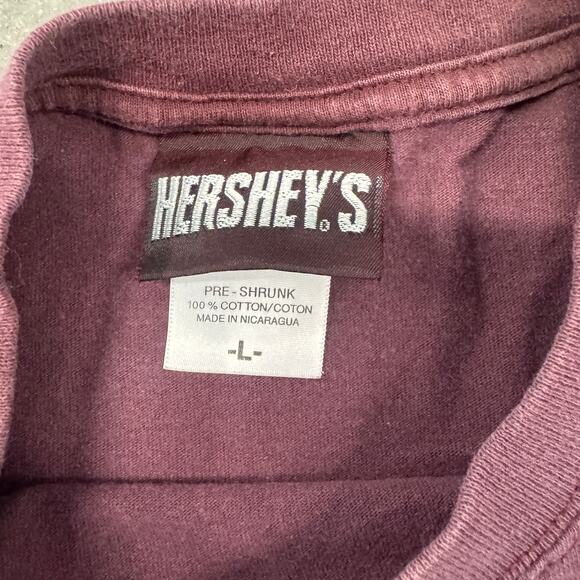 HERSHEY'S
PRE-SHRUNK
100% COTTON/COTON
MADE IN NICARAGUA
-L-